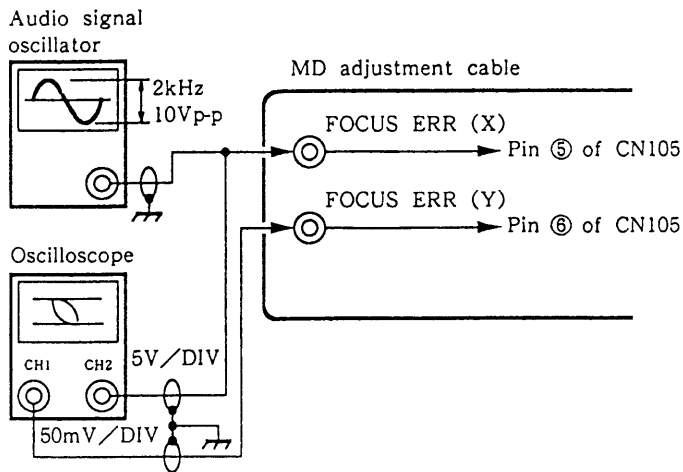 Audio signal
oscillator
2kHz
10Vp-p
MD adjustment cable
FOCUS ERR (X)
Pin ⑤ of CN105
FOCUS ERR (Y)
Pin ⑥ of CN105
Oscilloscope
CH1
CH2
5V／DIV
50mV／DIV